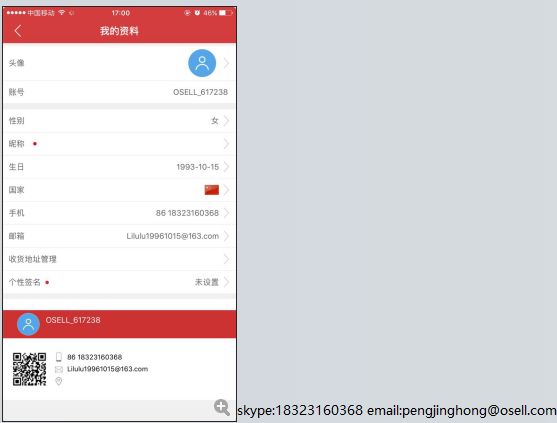 中国移动 17:00 46%
我的资料
头像
账号 OSELL_617238
性别 女
昵称
生日 1993-10-15
国家
手机 86 18323160368
邮箱 Lilulu19961015@163.com
收货地址管理
个性签名 未设置
OSELL_617238
86 18323160368
Lilulu19961015@163.com
skype:18323160368 email:pengjinghong@osell.com